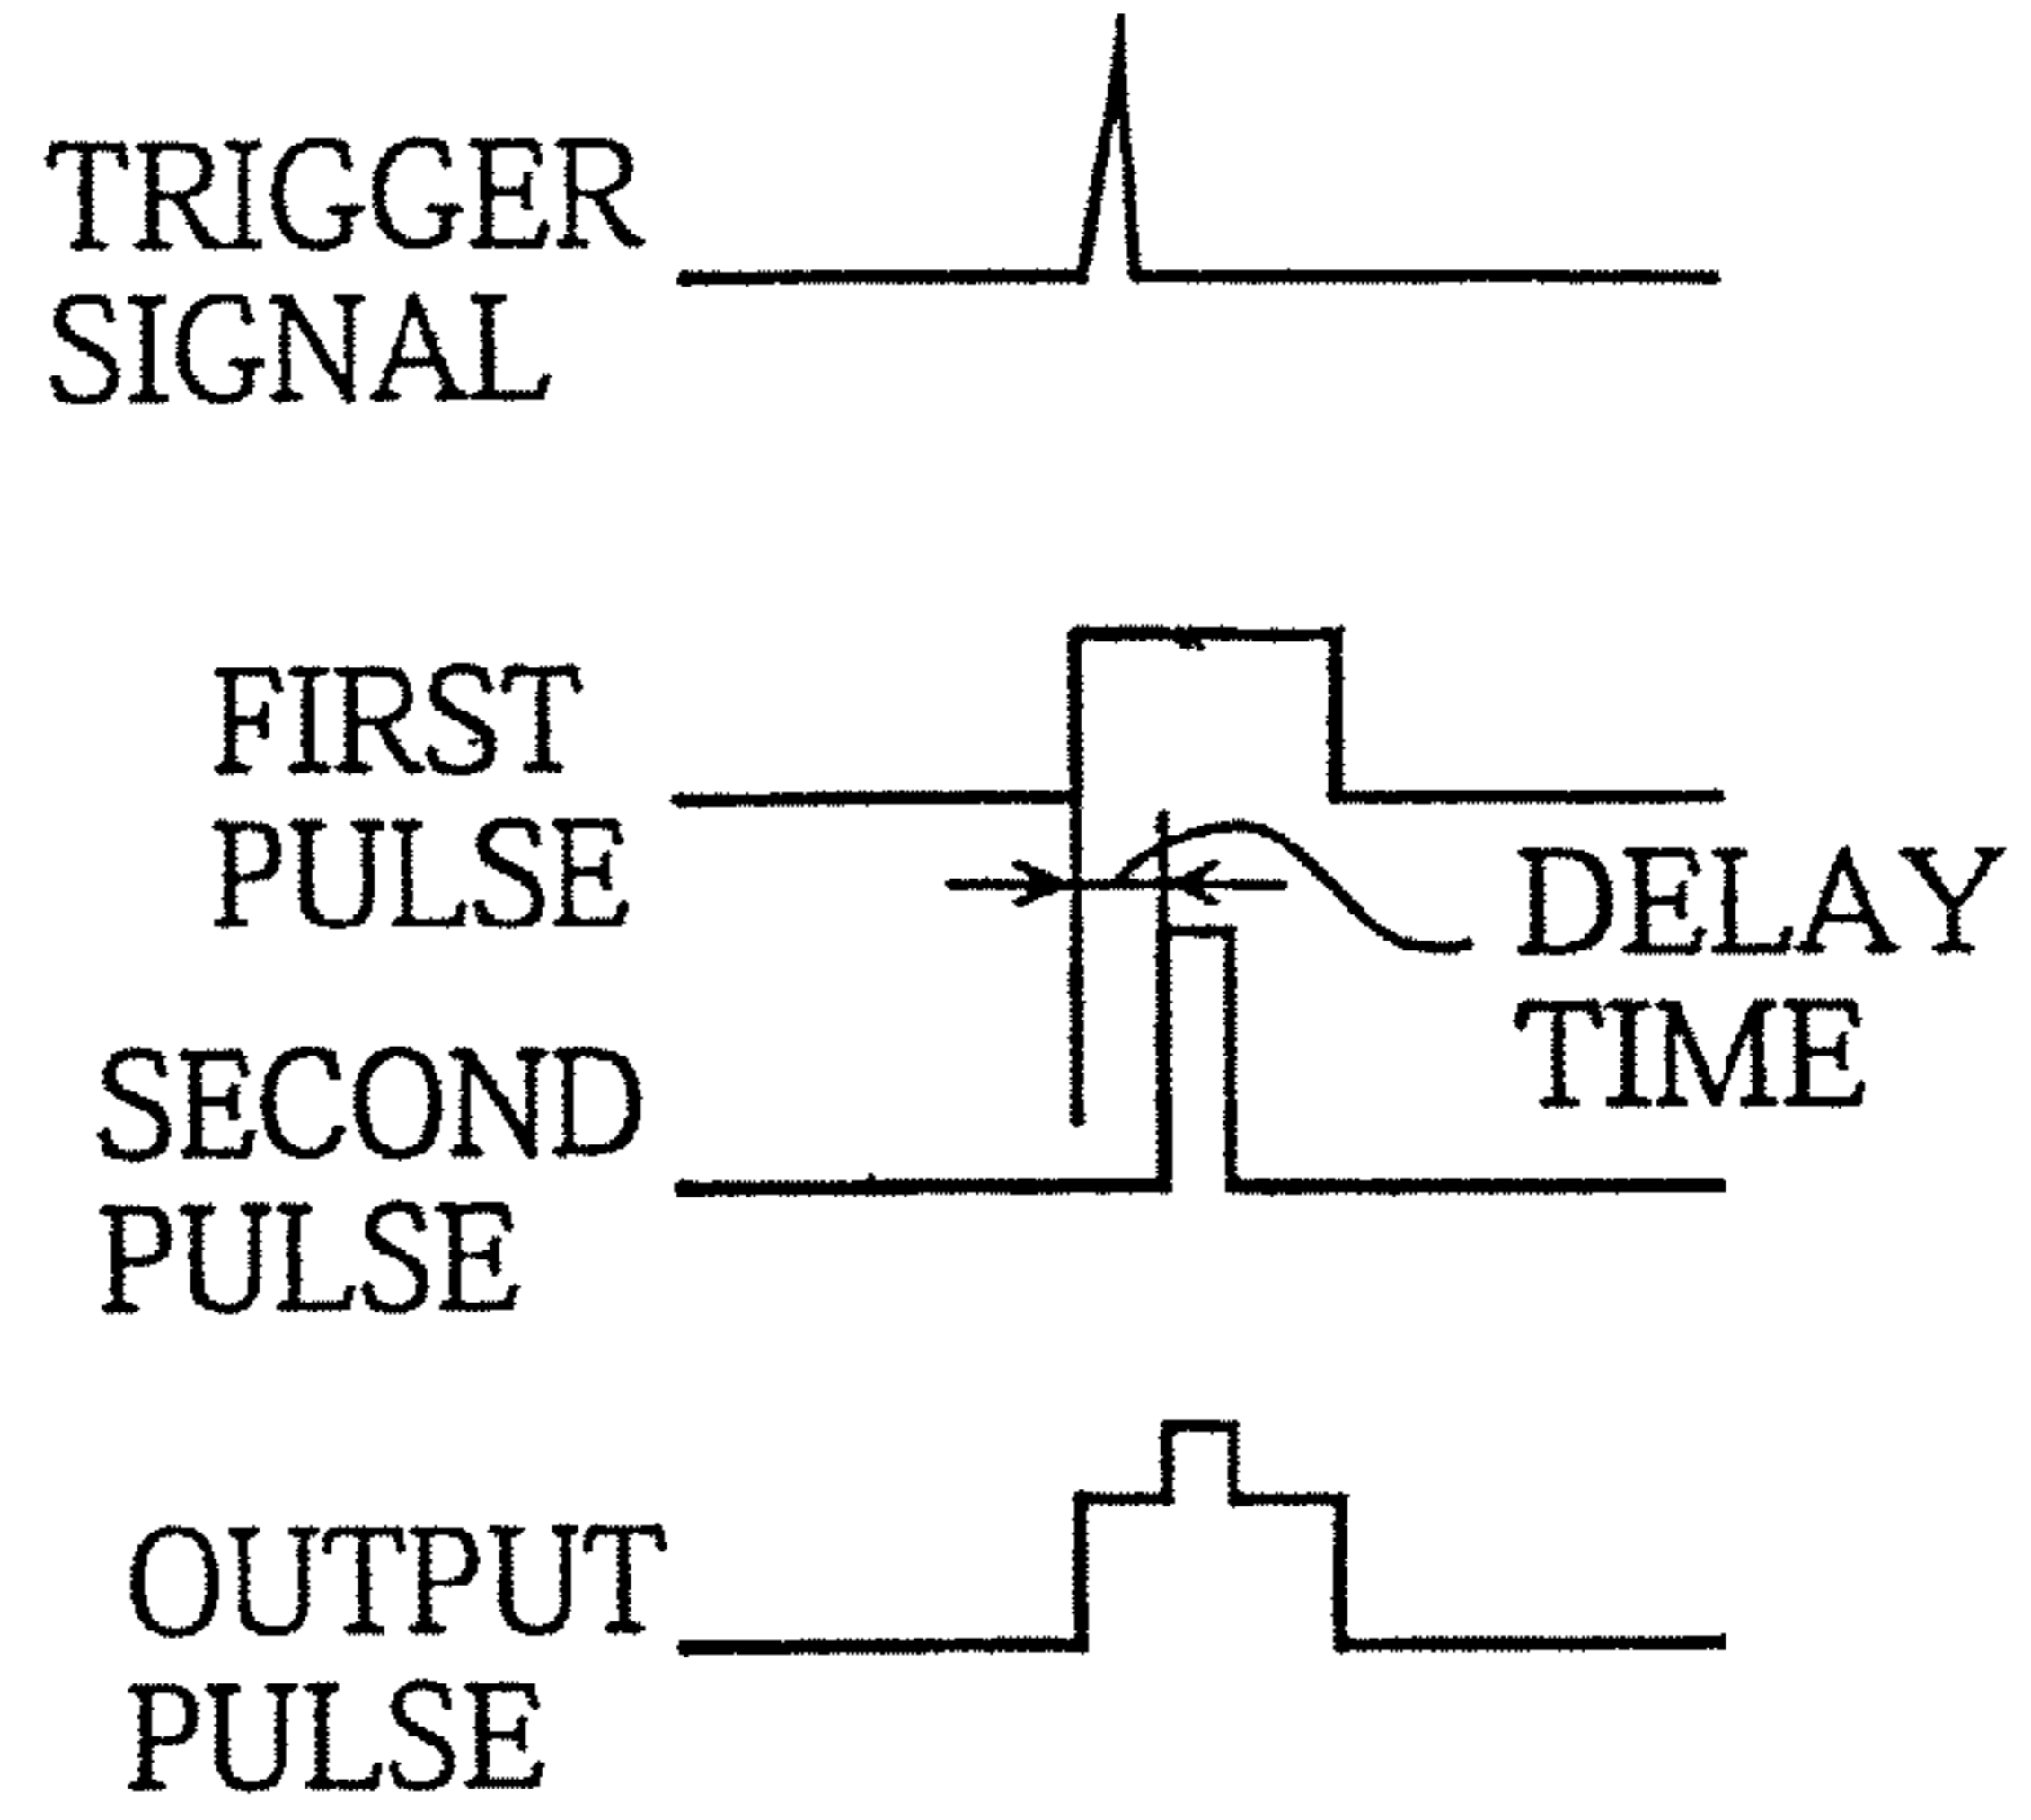 TRIGGER
SIGNAL
FIRST
PULSE
DELAY
TIME
SECOND
PULSE
OUTPUT
PULSE